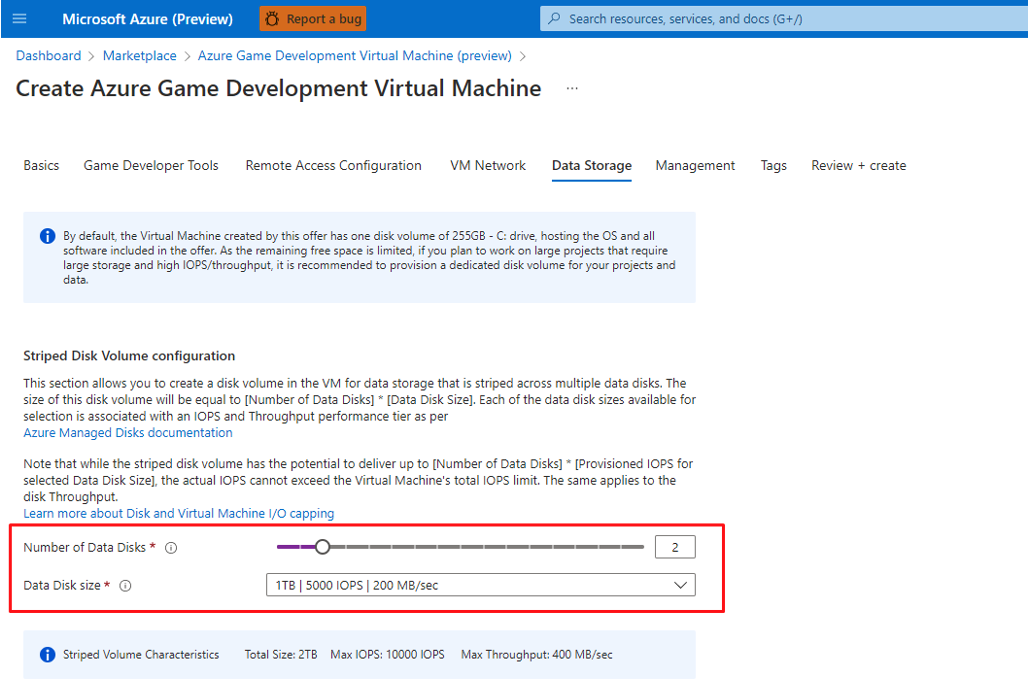 Microsoft Azure (Preview)
Report a bug
Search resources, services, and docs (G+/)
Dashboard > Marketplace > Azure Game Development Virtual Machine (preview) >
Create Azure Game Development Virtual Machine ...
Basics Game Developer Tools Remote Access Configuration VM Network Data Storage Management Tags Review + create
By default, the Virtual Machine created by this offer has one disk volume of 255GB - C: drive, hosting the OS and all
software included in the offer. As the remaining free space is limited, if you plan to work on large projects that require
large storage and high IOPS/throughput, it is recommended to provision a dedicated disk volume for your projects and
data.
Striped Disk Volume configuration
This section allows you to create a disk volume in the VM for data storage that is striped across multiple data disks. The
size of this disk volume will be equal to [Number of Data Disks] * [Data Disk Size]. Each of the data disk sizes available for
selection is associated with an IOPS and Throughput performance tier as per
Azure Managed Disks documentation
Note that while the striped disk volume has the potential to deliver up to [Number of Data Disks] * [Provisioned IOPS for
selected Data Disk Size], the actual IOPS cannot exceed the Virtual Machine's total IOPS limit. The same applies to the
disk Throughput.
Learn more about Disk and Virtual Machine I/O capping
Number of Data Disks * 2
Data Disk size * 1TB | 5000 IOPS | 200 MB/sec
Striped Volume Characteristics Total Size: 2TB Max IOPS: 10000 IOPS Max Throughput: 400 MB/sec